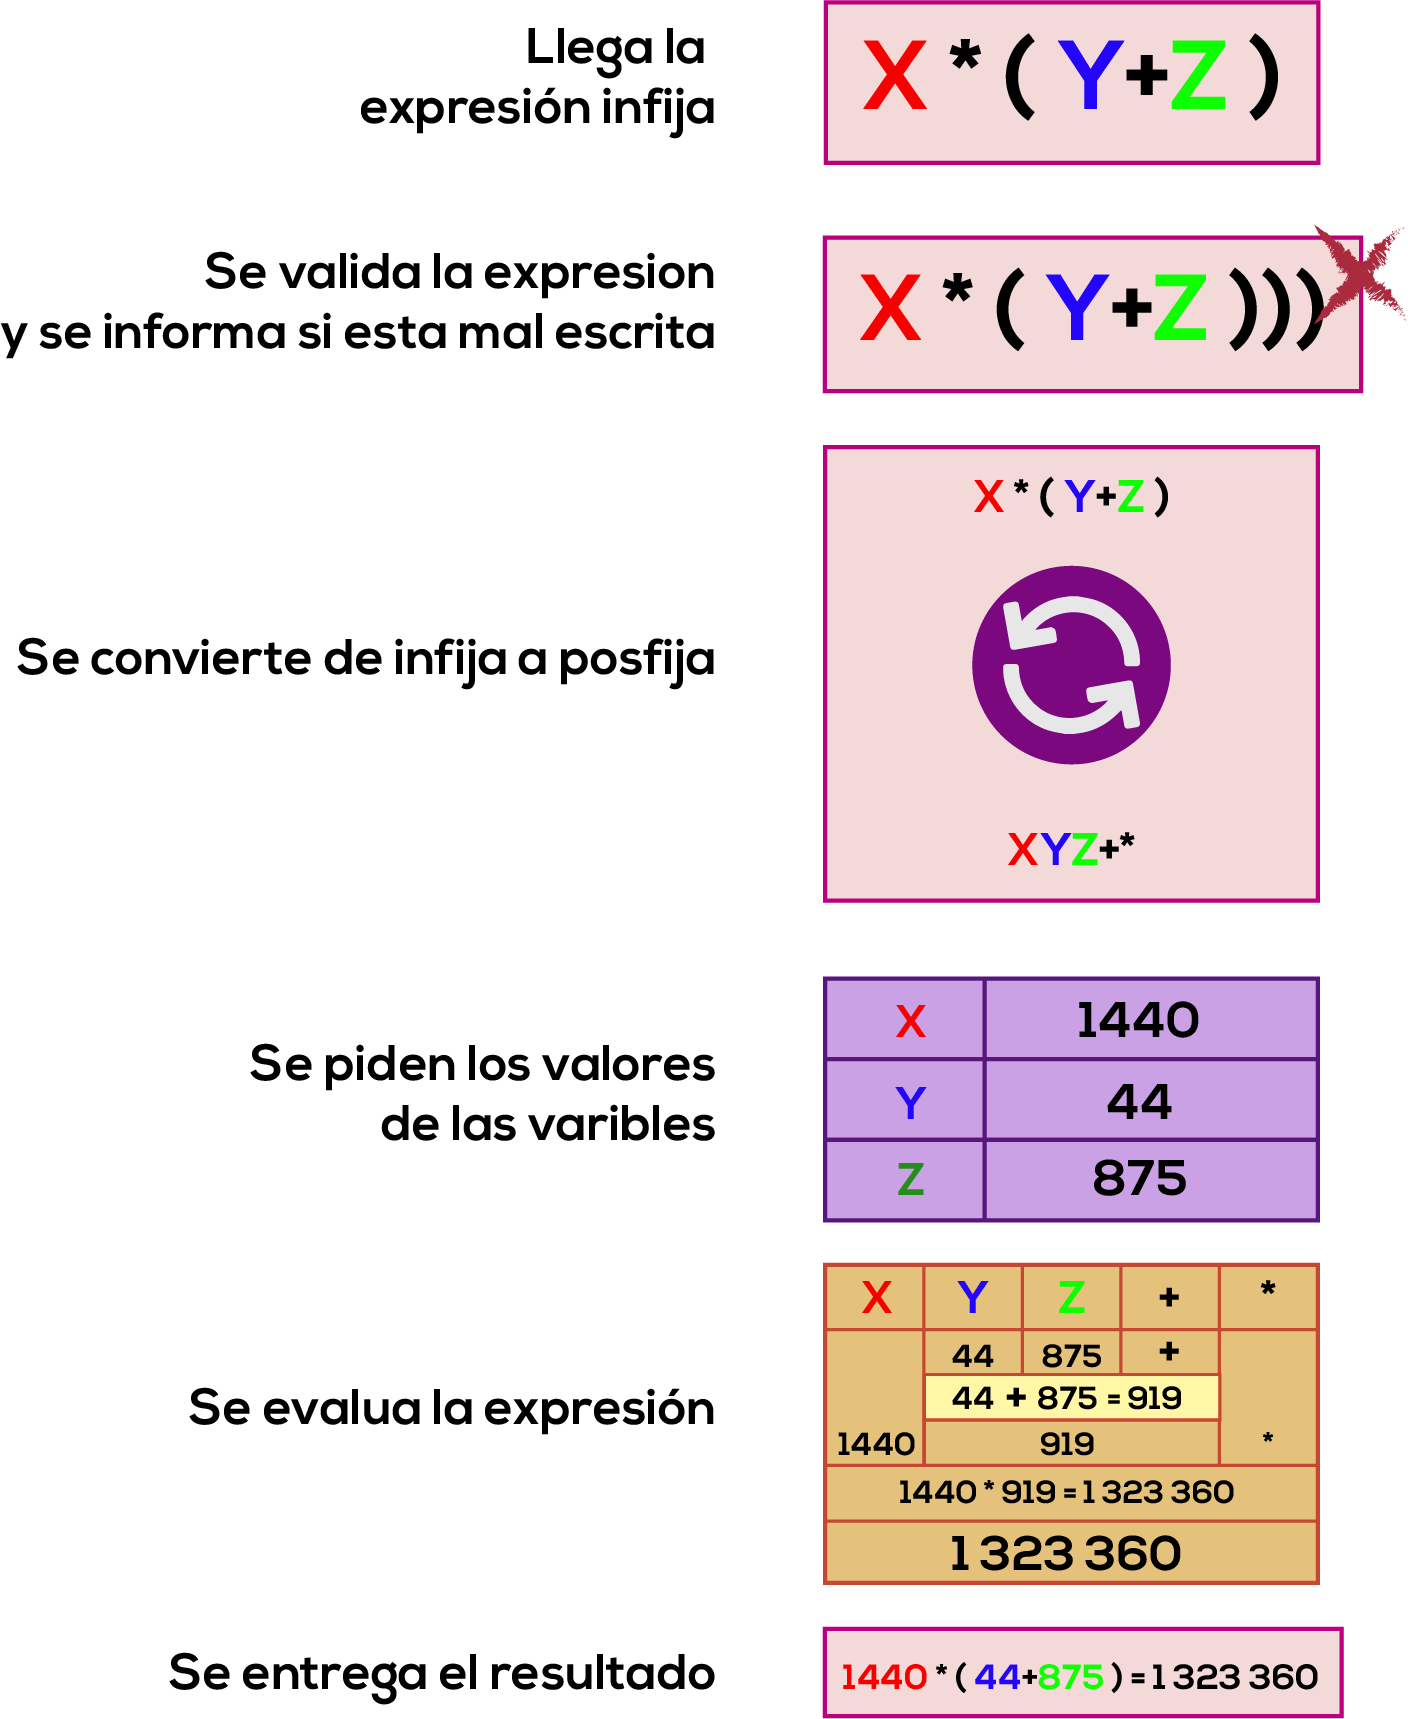 Llega la
expresión infija
X * ( Y+Z )
Se valida la expresion
y se informa si esta mal escrita
X * ( Y+Z )))
Se convierte de infija a posfija
X * ( Y+Z )
XYZ+*
Se piden los valores
de las varibles
X 1440
Y 44
Z 875
Se evalua la expresión
X Y Z + *
44 875 +
44 + 875 = 919
1440 919 *
1440 * 919 = 1 323 360
1 323 360
Se entrega el resultado
1440 * ( 44+875 ) = 1 323 360